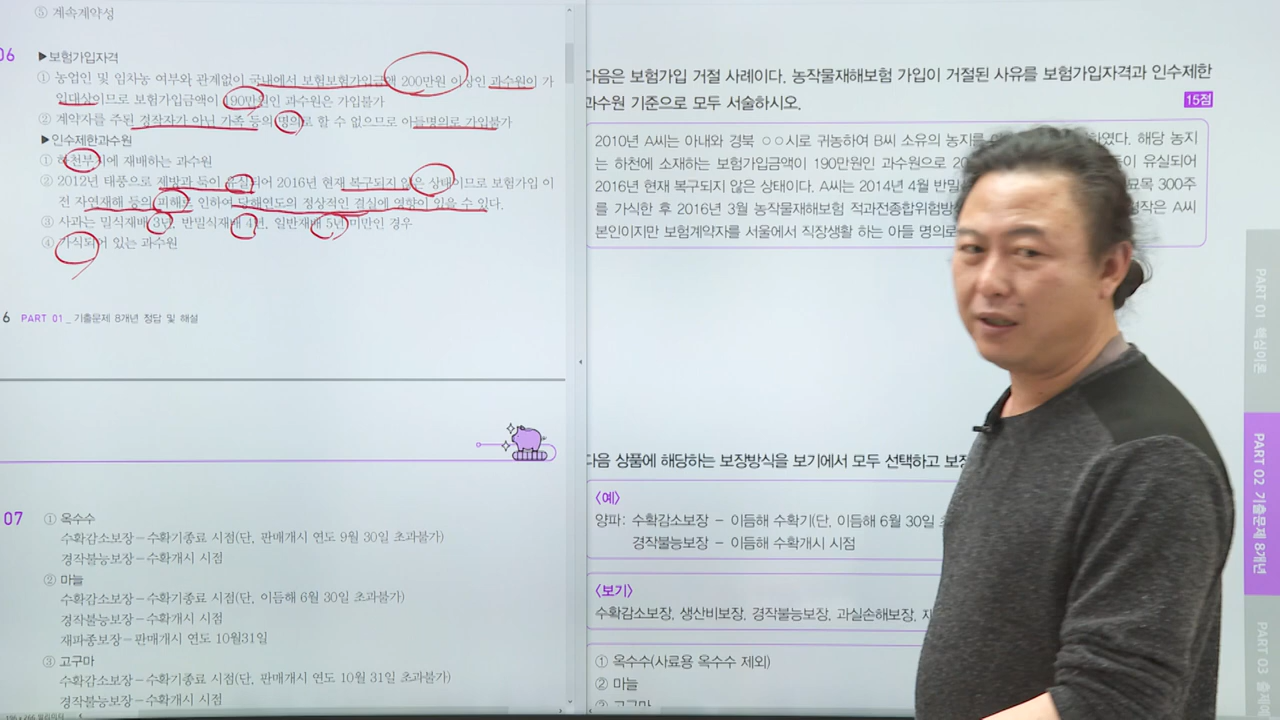 ⑤ 계속계약성
06
▶보험가입자격
① 농업인 및 임차농 여부와 관계없이 국내에서 보험보험가입금액 200만원 이상인 과수원이 가
입대상이므로 보험가입금액이 190만원인 과수원은 가입불가
② 계약자를 주된 경작자가 아닌 가족 등의 명의로 할 수 없으므로 아들명의로 가입불가
▶인수제한과수원
① 하천부지에 재배하는 과수원
② 2012년 태풍으로 제방과 둑이 유실되어 2016년 현재 복구되지 않은 상태이므로 보험가입 이
전 자연재해 등의 피해로 인하여 당해연도의 정상적인 결실에 영향이 있을 수 있다.
③ 사과는 밀식재배 3년, 반밀식재배 4년, 일반재배 5년 미만인 경우
④ 가식되어 있는 과수원
6 PART 01 _ 기출문제 8개년 정답 및 해설
07
① 옥수수
수확감소보장－수확기종료 시점(단, 판매개시 연도 9월 30일 초과불가)
경작불능보장－수확개시 시점
② 마늘
수확감소보장－수확기종료 시점(단, 이듬해 6월 30일 초과불가)
경작불능보장－수확개시 시점
재파종보장－판매개시 연도 10월31일
③ 고구마
수확감소보장－수확기종료 시점(단, 판매개시 연도 10월 31일 초과불가)
경작불능보장－수확개시 시점
다음은 보험가입 거절 사례이다. 농작물재해보험 가입이 거절된 사유를 보험가입자격과 인수제한
과수원 기준으로 모두 서술하시오.
15점
2010년 A씨는 아내와 경북 ○○시로 귀농하여 B씨 소유의 농지를 하였다. 해당 농지
는 하천에 소재하는 보험가입금액이 190만원인 과수원으로 이 유실되어
2016년 현재 복구되지 않은 상태이다. A씨는 2014년 4월 반밀 묘목 300주
를 가식한 후 2016년 3월 농작물재해보험 적과전종합위험방 경작은 A씨
본인이지만 보험계약자를 서울에서 직장생활 하는 아들 명의로
다음 상품에 해당하는 보장방식을 보기에서 모두 선택하고 보장
〈예〉
양파: 수확감소보장 － 이듬해 수확기(단, 이듬해 6월 30일
경작불능보장 － 이듬해 수확개시 시점
〈보기〉
수확감소보장, 생산비보장, 경작불능보장, 과실손해보장,
① 옥수수(사료용 옥수수 제외)
② 마늘
③ 고구마
PART 01 핵심이론
PART 02 기출문제 8개년
PART 03 출제예